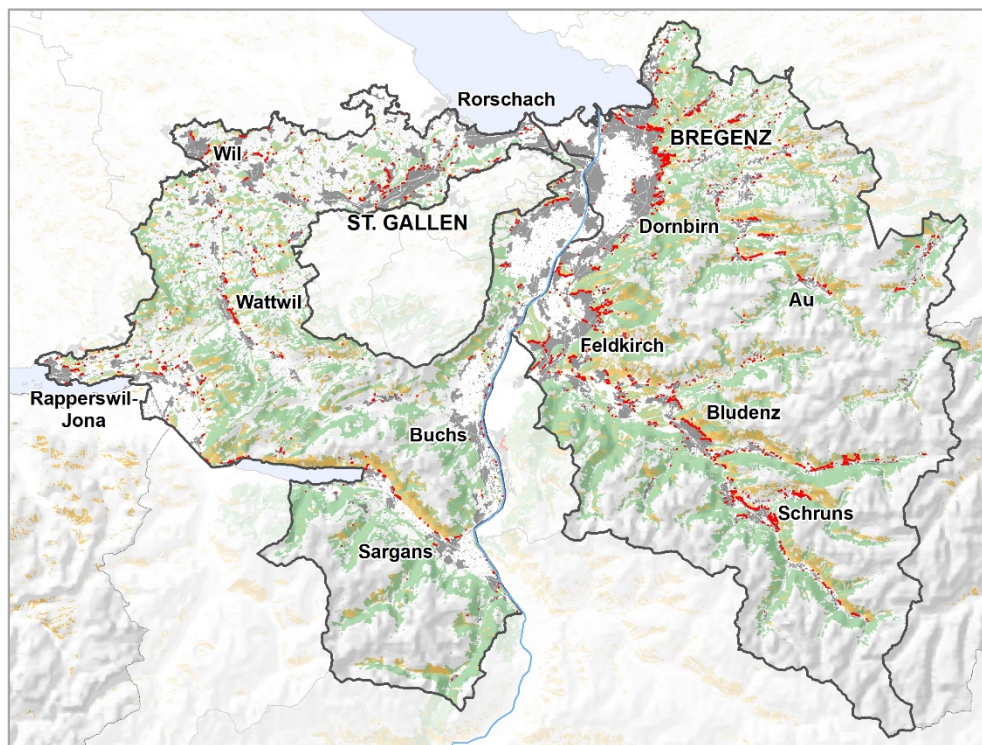 Rorschach
BREGENZ
Wil
ST. GALLEN
Dornbirn
Wattwil
Au
Feldkirch
Rapperswil-
Jona
Bludenz
Buchs
Schruns
Sargans